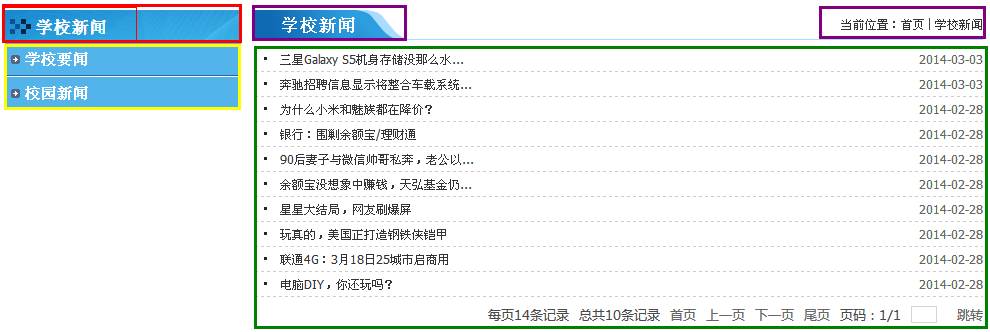 学校新闻
学校要闻
校园新闻
学校新闻
当前位置：首页 | 学校新闻
三星Galaxy S5机身存储没那么水... 2014-03-03
奔驰招聘信息显示将整合车载系统... 2014-03-03
为什么小米和魅族都在降价？ 2014-02-28
银行：围剿余额宝/理财通 2014-02-28
90后妻子与微信帅哥私奔，老公以... 2014-02-28
余额宝没想象中赚钱，天弘基金仍... 2014-02-28
星星大结局，网友刷爆屏 2014-02-28
玩真的，美国正打造钢铁侠铠甲 2014-02-28
联通4G：3月18日25城市启商用 2014-02-28
电脑DIY，你还玩吗？ 2014-02-28
每页14条记录 总共10条记录 首页 上一页 下一页 尾页 页码：1/1 跳转